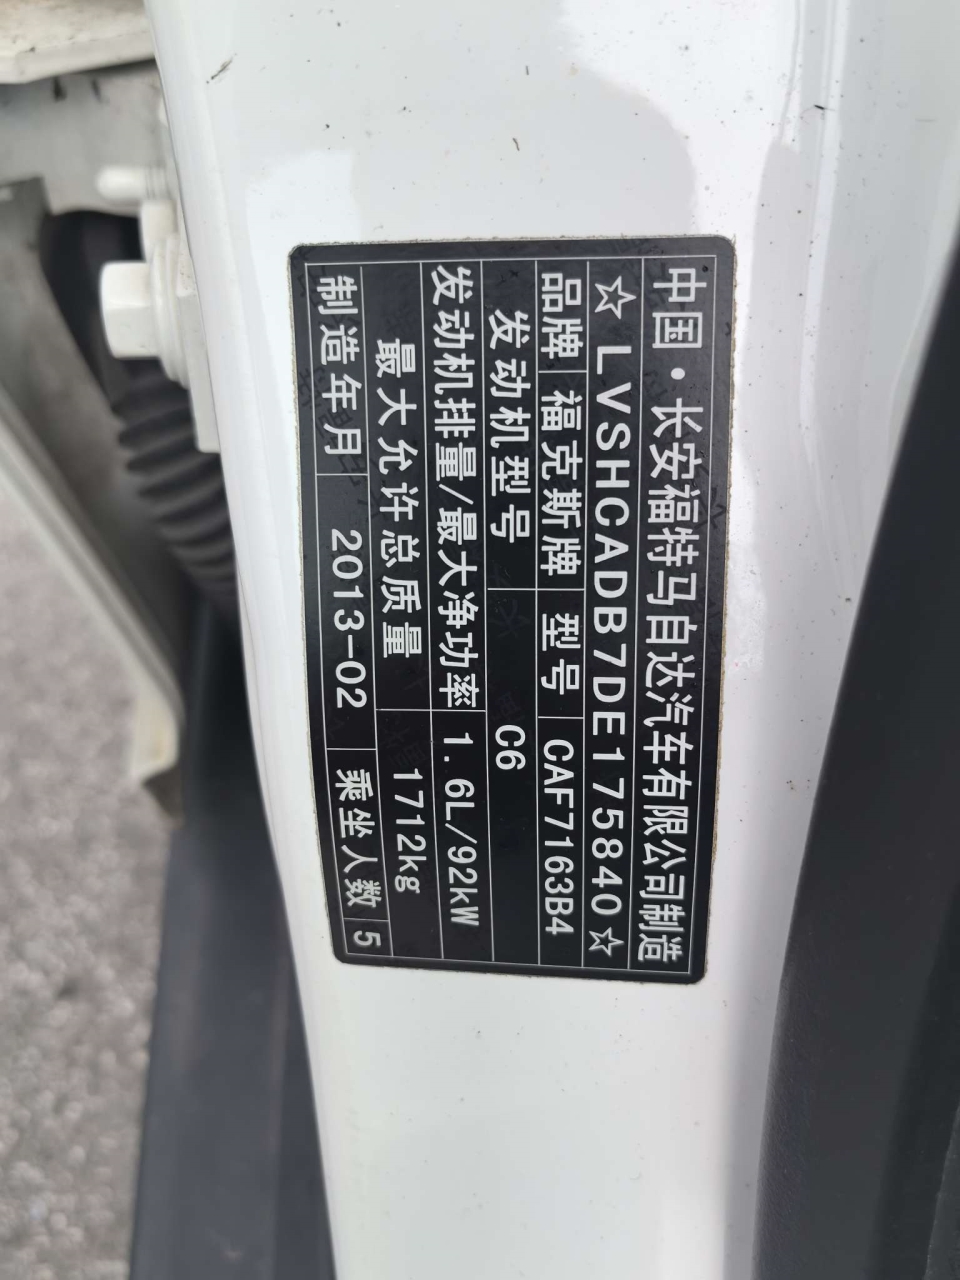 中国·长安福特马自达汽车有限公司制造
☆LVSHCADB7DE175840☆
品牌 福克斯牌 型号 CAF7163B4
发动机型号 C6
发动机排量/最大净功率 1.6L/92kW
最大允许总质量 1712kg
制造年月 2013-02 乘坐人数 5